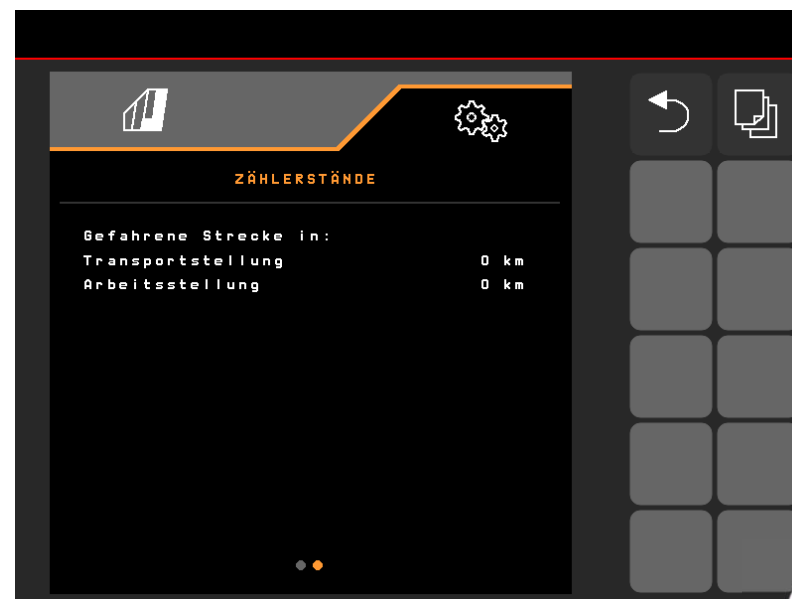 ZÄHLERSTÄNDE
Gefahrene Strecke in:
Transportstellung 0 km
Arbeitsstellung 0 km